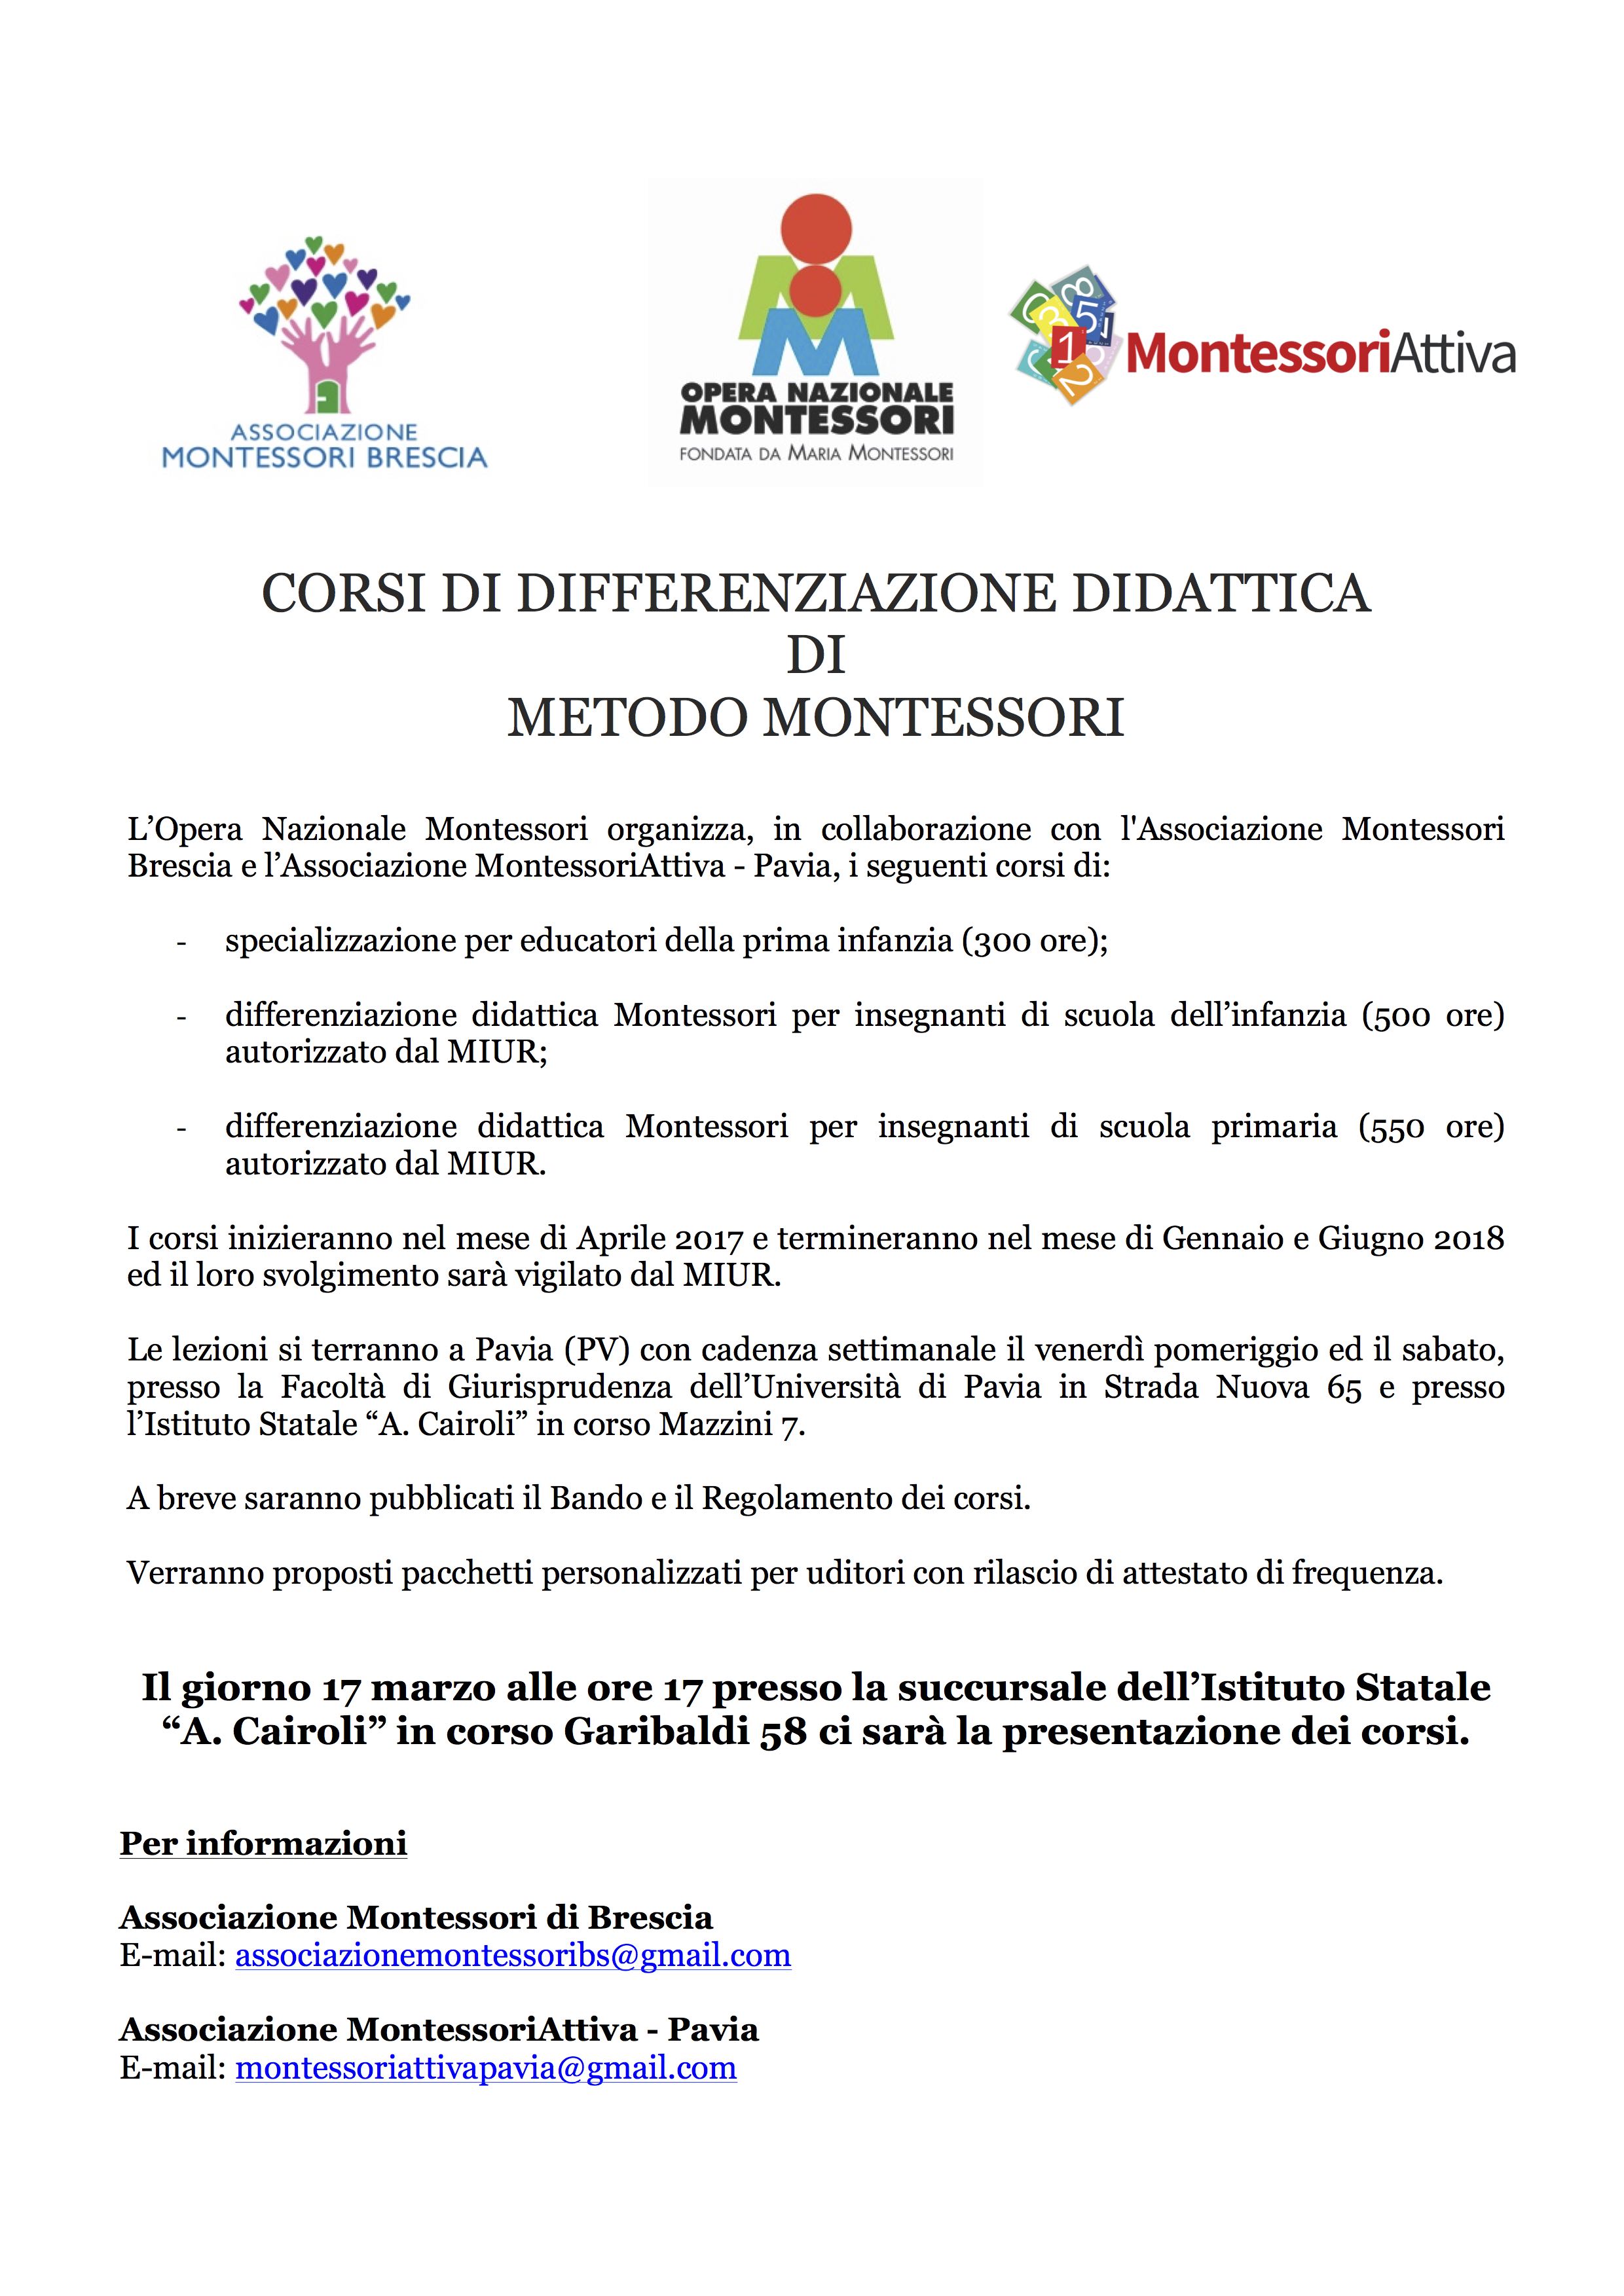 ASSOCIAZIONE
MONTESSORI BRESCIA
OPERA NAZIONALE
MONTESSORI
FONDATA DA MARIA MONTESSORI
8
3
5
1
2
MontessoriAttiva
CORSI DI DIFFERENZIAZIONE DIDATTICA
DI
METODO MONTESSORI
L’Opera Nazionale Montessori organizza, in collaborazione con l'Associazione Montessori
Brescia e l’Associazione MontessoriAttiva - Pavia, i seguenti corsi di:
- specializzazione per educatori della prima infanzia (300 ore);
- differenziazione didattica Montessori per insegnanti di scuola dell’infanzia (500 ore)
autorizzato dal MIUR;
- differenziazione didattica Montessori per insegnanti di scuola primaria (550 ore)
autorizzato dal MIUR.
I corsi inizieranno nel mese di Aprile 2017 e termineranno nel mese di Gennaio e Giugno 2018
ed il loro svolgimento sarà vigilato dal MIUR.
Le lezioni si terranno a Pavia (PV) con cadenza settimanale il venerdì pomeriggio ed il sabato,
presso la Facoltà di Giurisprudenza dell’Università di Pavia in Strada Nuova 65 e presso
l’Istituto Statale “A. Cairoli” in corso Mazzini 7.
A breve saranno pubblicati il Bando e il Regolamento dei corsi.
Verranno proposti pacchetti personalizzati per uditori con rilascio di attestato di frequenza.
Il giorno 17 marzo alle ore 17 presso la succursale dell’Istituto Statale
“A. Cairoli” in corso Garibaldi 58 ci sarà la presentazione dei corsi.
Per informazioni
Associazione Montessori di Brescia
E-mail: associazionemontessoribs@gmail.com
Associazione MontessoriAttiva - Pavia
E-mail: montessoriattivapavia@gmail.com